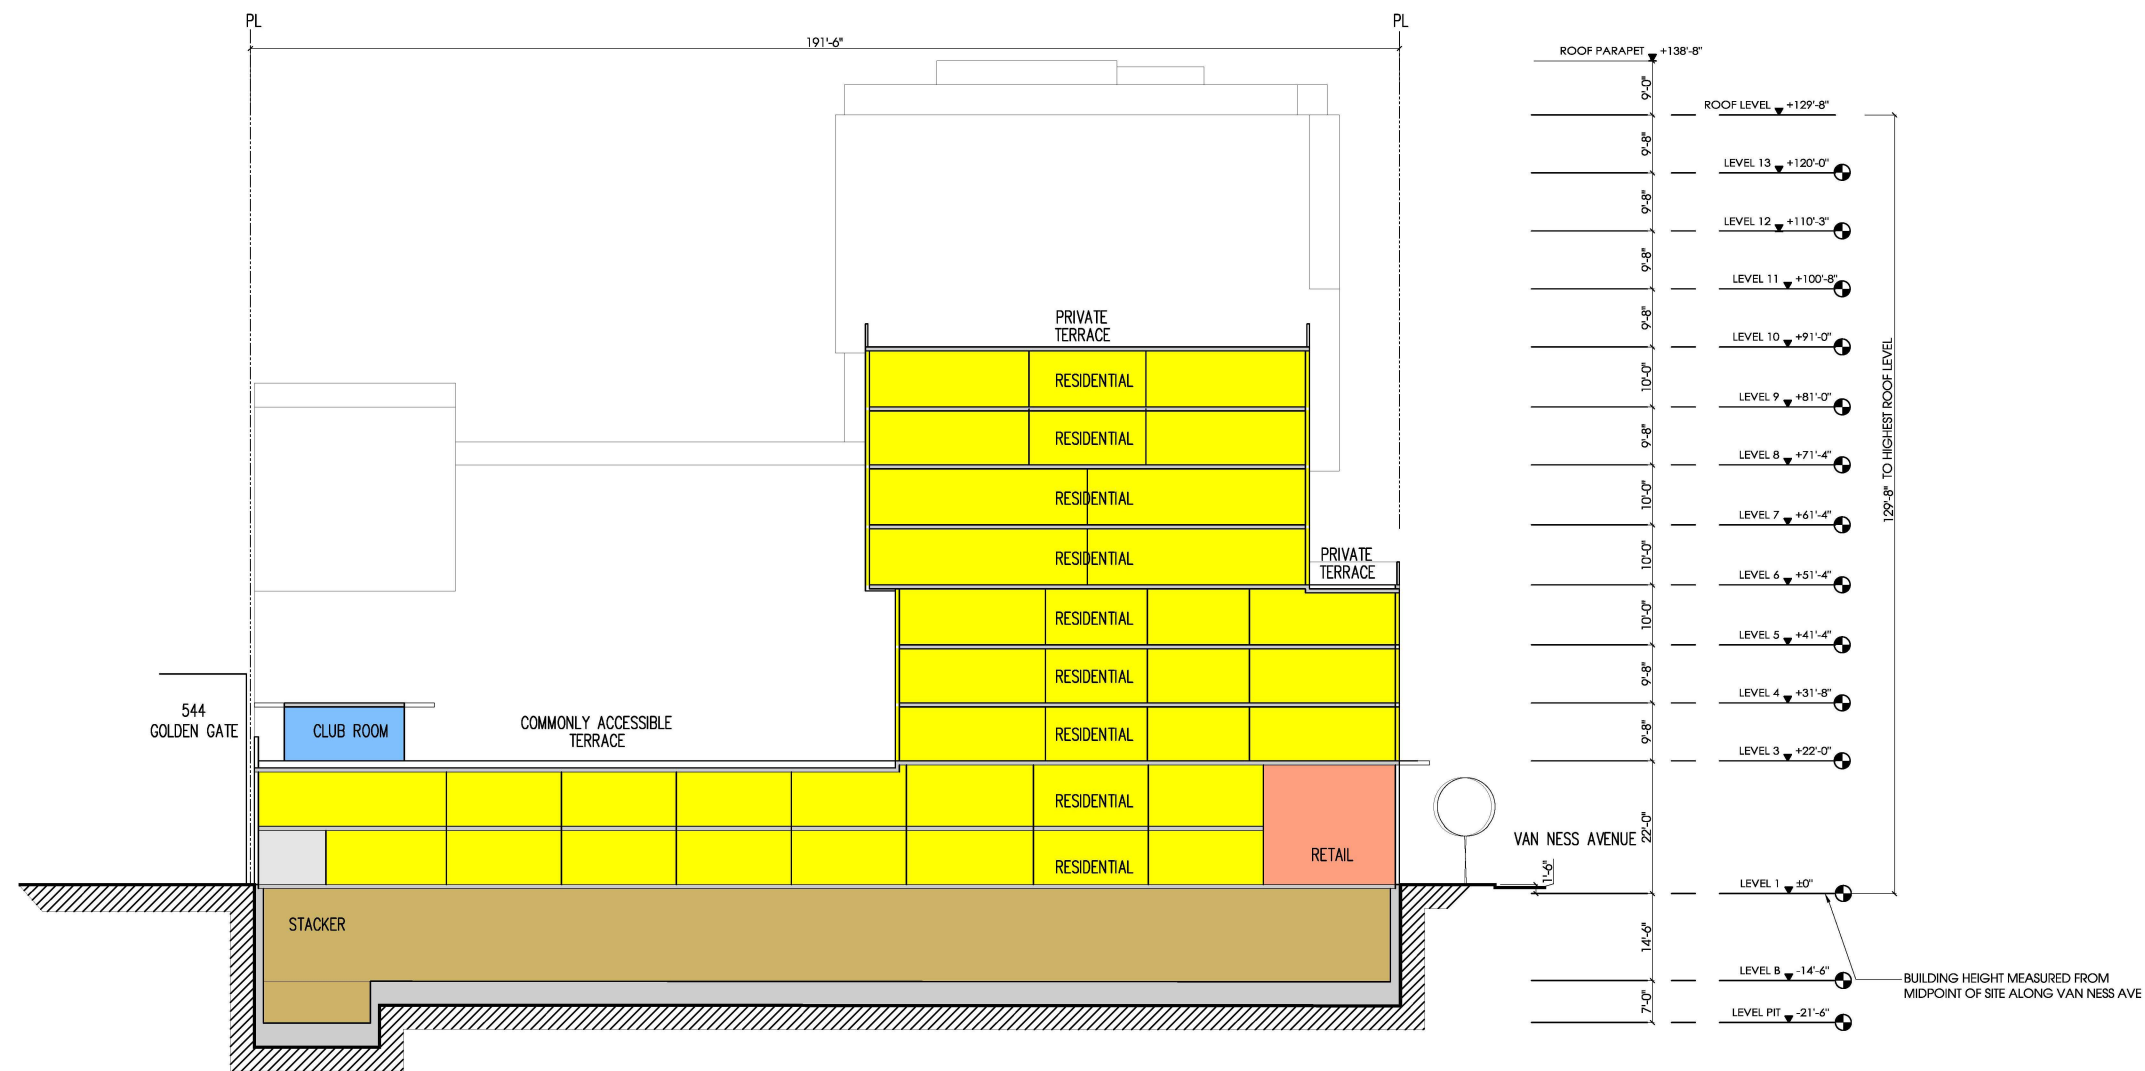 PL
PL
191'-6"
ROOF PARAPET +138'-8"
9'-0"
ROOF LEVEL +129'-8"
9'-8"
LEVEL 13 +120'-0"
9'-8"
LEVEL 12 +110'-3"
9'-8"
LEVEL 11 +100'-8"
9'-8"
LEVEL 10 +91'-0"
10'-0"
LEVEL 9 +81'-0"
9'-8"
LEVEL 8 +71'-4"
10'-0"
LEVEL 7 +61'-4"
10'-0"
LEVEL 6 +51'-4"
10'-0"
LEVEL 5 +41'-4"
9'-8"
LEVEL 4 +31'-8"
9'-8"
LEVEL 3 +22'-0"
22'-0"
LEVEL 1 ±0"
14'-6"
LEVEL B -14'-6"
7'-0"
LEVEL PIT -21'-6"
129'-8" TO HIGHEST ROOF LEVEL
BUILDING HEIGHT MEASURED FROM
MIDPOINT OF SITE ALONG VAN NESS AVE
PRIVATE
TERRACE
RESIDENTIAL
RESIDENTIAL
RESIDENTIAL
RESIDENTIAL
PRIVATE
TERRACE
RESIDENTIAL
RESIDENTIAL
RESIDENTIAL
544
GOLDEN GATE
CLUB ROOM
COMMONLY ACCESSIBLE
TERRACE
RESIDENTIAL
RESIDENTIAL
RETAIL
VAN NESS AVENUE
1'-6"
STACKER